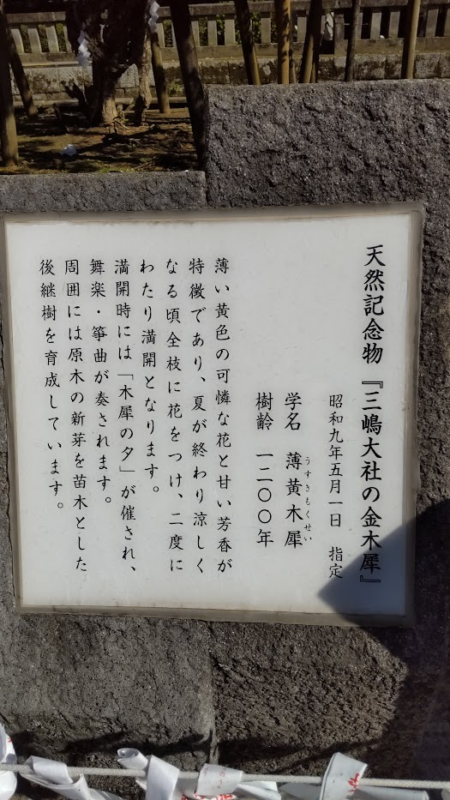 天然記念物『三嶋大社の金木犀』
昭和九年五月一日　指定
学名　薄黄木犀
うすきもくせい
樹齢　一二〇〇年
薄い黄色の可憐な花と甘い芳香が
特徴であり、夏が終わり涼しく
なる頃全枝に花をつけ、二度に
わたり満開となります。
満開時には「木犀の夕」が催され、
舞楽・箏曲が奏されます。
周囲には原木の新芽を苗木とした
後継樹を育成しています。